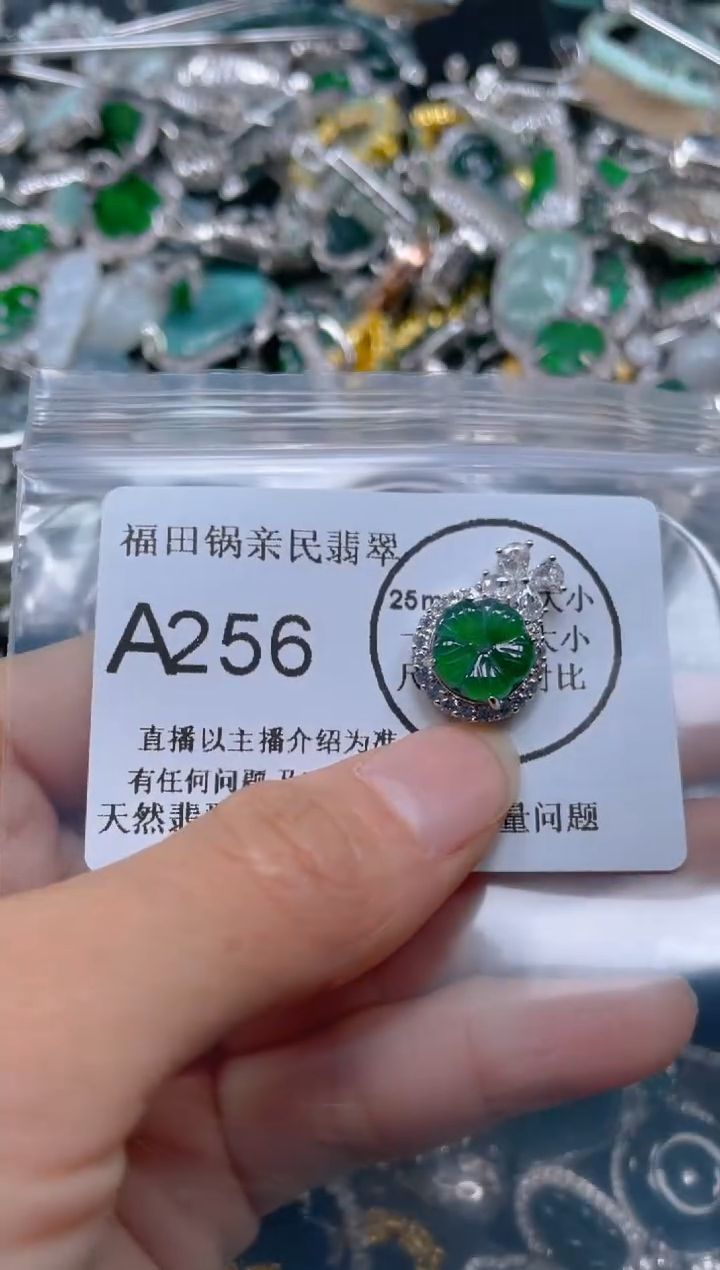 福田锅亲民翡翠
A256
25m 大小
大小
对比
直播以主播介绍为准
有任何问题
天然翡 量问题